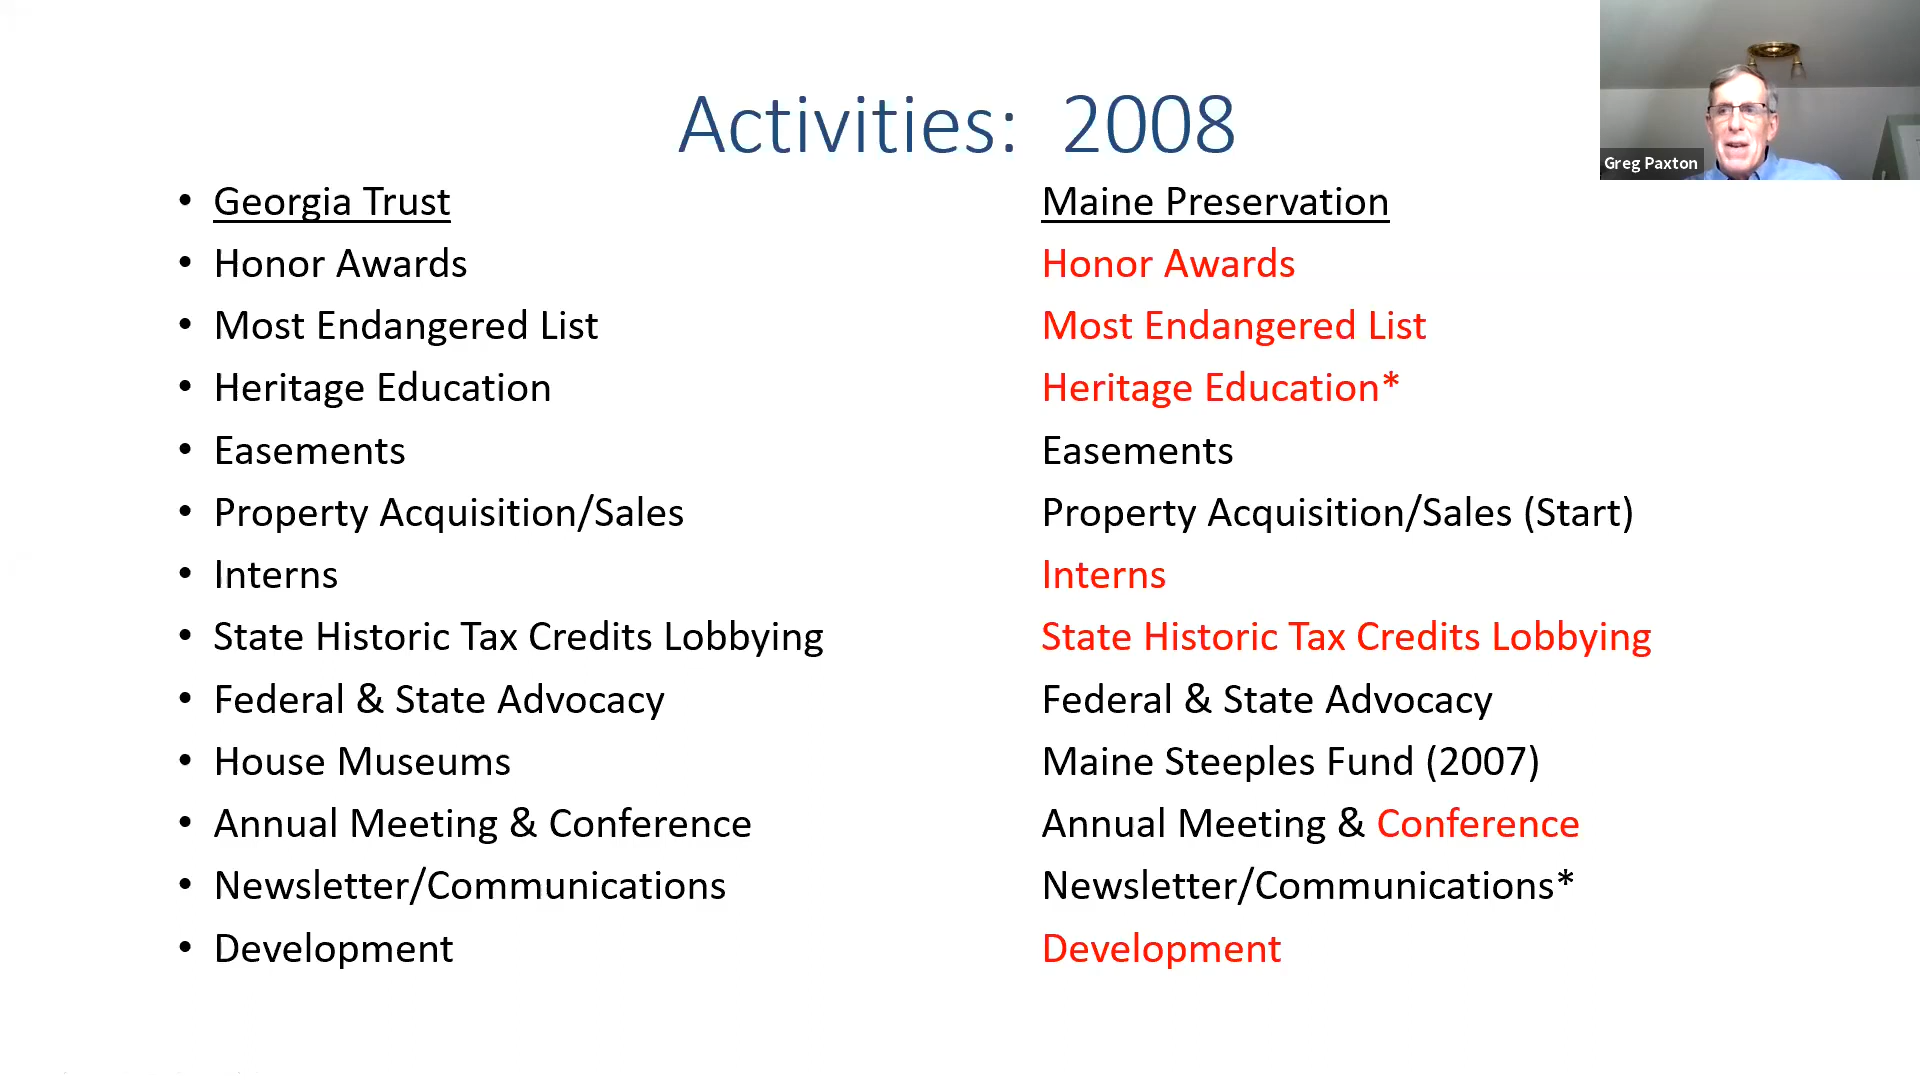 Activities: 2008
Greg Paxton
• Georgia Trust Maine Preservation
• Honor Awards Honor Awards
• Most Endangered List Most Endangered List
• Heritage Education Heritage Education*
• Easements Easements
• Property Acquisition/Sales Property Acquisition/Sales (Start)
• Interns Interns
• State Historic Tax Credits Lobbying State Historic Tax Credits Lobbying
• Federal & State Advocacy Federal & State Advocacy
• House Museums Maine Steeples Fund (2007)
• Annual Meeting & Conference Annual Meeting & Conference
• Newsletter/Communications Newsletter/Communications*
• Development Development